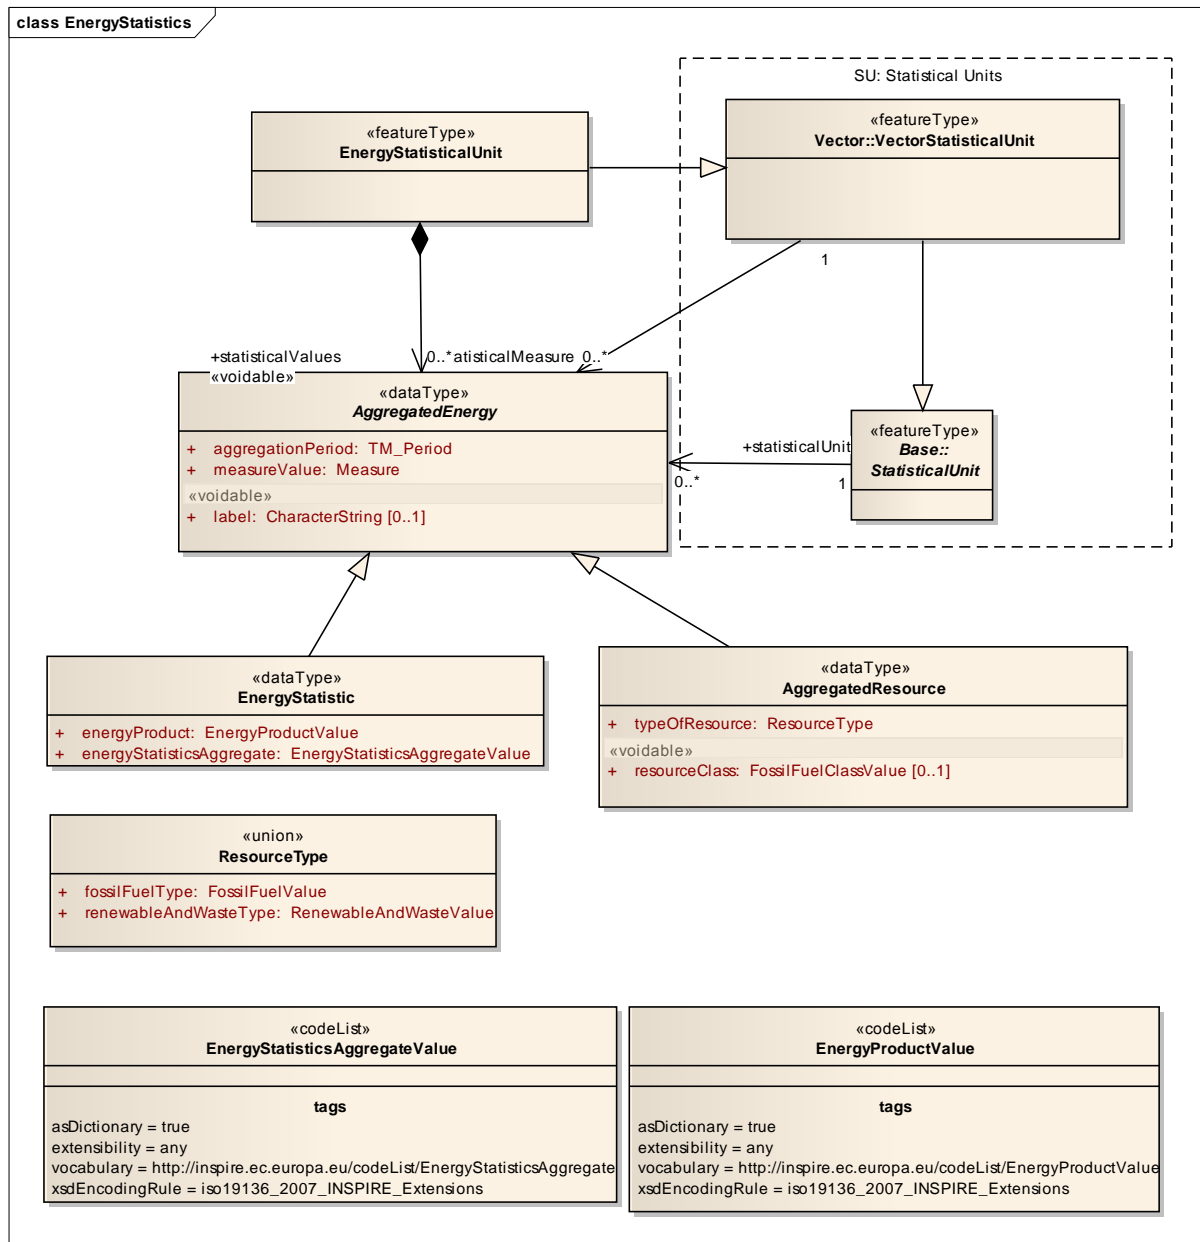 class EnergyStatistics
SU: Statistical Units
«featureType»
EnergyStatisticalUnit
«featureType»
Vector::VectorStatisticalUnit
1
+statisticalValues
«voidable»
0..*
atisticalMeasure
0..*
«dataType»
AggregatedEnergy
+ aggregationPeriod: TM_Period
+ measureValue: Measure
«voidable»
+ label: CharacterString [0..1]
+statisticalUnit
0..*
1
«featureType»
Base::
StatisticalUnit
«dataType»
EnergyStatistic
+ energyProduct: EnergyProductValue
+ energyStatisticsAggregate: EnergyStatisticsAggregateValue
«dataType»
AggregatedResource
+ typeOfResource: ResourceType
«voidable»
+ resourceClass: FossilFuelClassValue [0..1]
«union»
ResourceType
+ fossilFuelType: FossilFuelValue
+ renewableAndWasteType: RenewableAndWasteValue
«codeList»
EnergyStatisticsAggregateValue
tags
asDictionary = true
extensibility = any
vocabulary = http://inspire.ec.europa.eu/codeList/EnergyStatisticsAggregate
xsdEncodingRule = iso19136_2007_INSPIRE_Extensions
«codeList»
EnergyProductValue
tags
asDictionary = true
extensibility = any
vocabulary = http://inspire.ec.europa.eu/codeList/EnergyProductValue
xsdEncodingRule = iso19136_2007_INSPIRE_Extensions